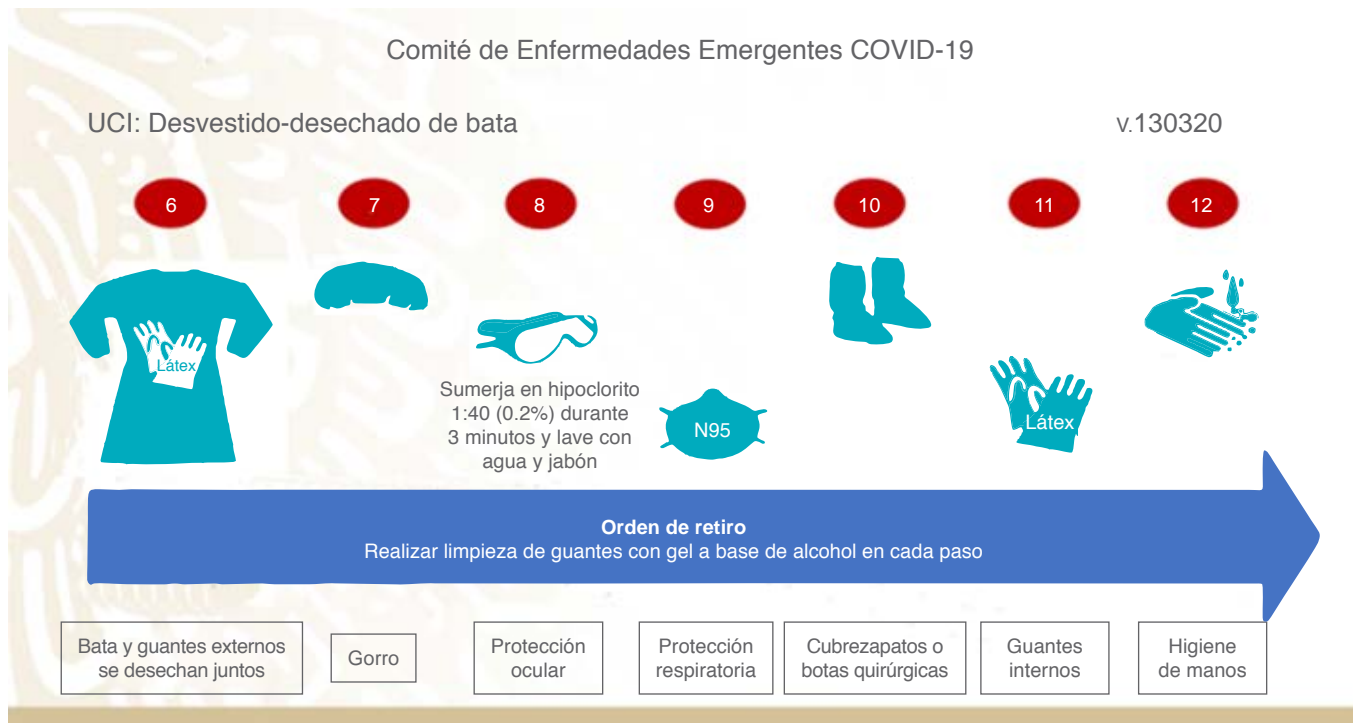 Comité de Enfermedades Emergentes COVID-19
UCI: Desvestido-desechado de bata
v.130320
6
7
8
9
10
11
12
Látex
Sumerja en hipoclorito
1:40 (0.2%) durante
3 minutos y lave con
agua y jabón
N95
Látex
Orden de retiro
Realizar limpieza de guantes con gel a base de alcohol en cada paso
Bata y guantes externos
se desechan juntos
Gorro
Protección
ocular
Protección
respiratoria
Cubrezapatos o
botas quirúrgicas
Guantes
internos
Higiene
de manos